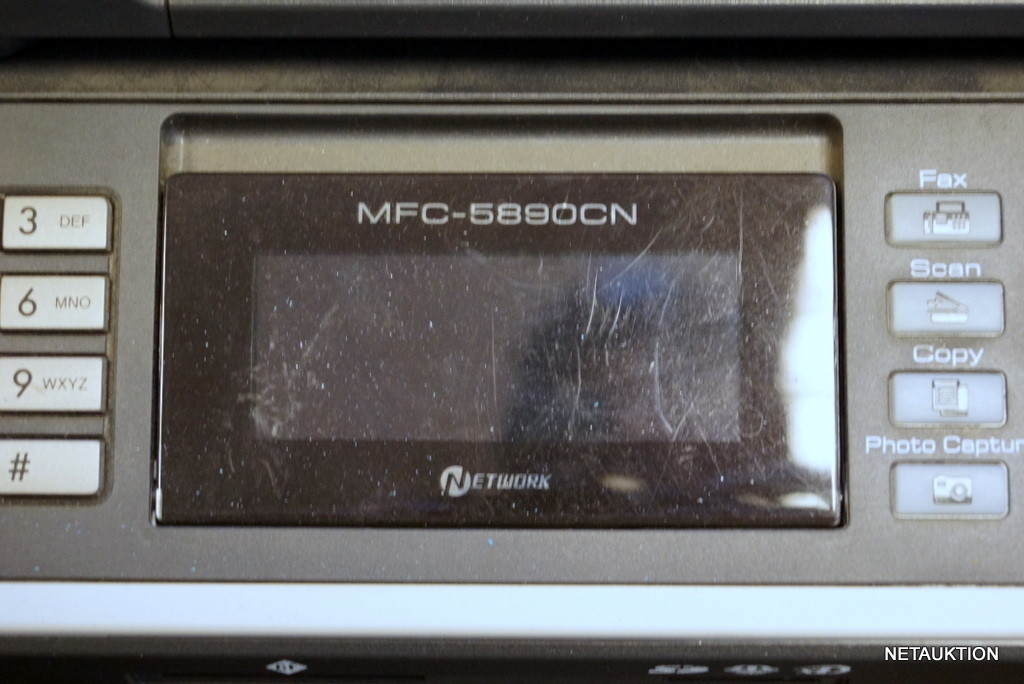 MFC-5890CN
3 DEF
6 MNO
9 WXYZ
#
NETWORK
Fax
Scan
Copy
Photo Captur
NETAUKTION